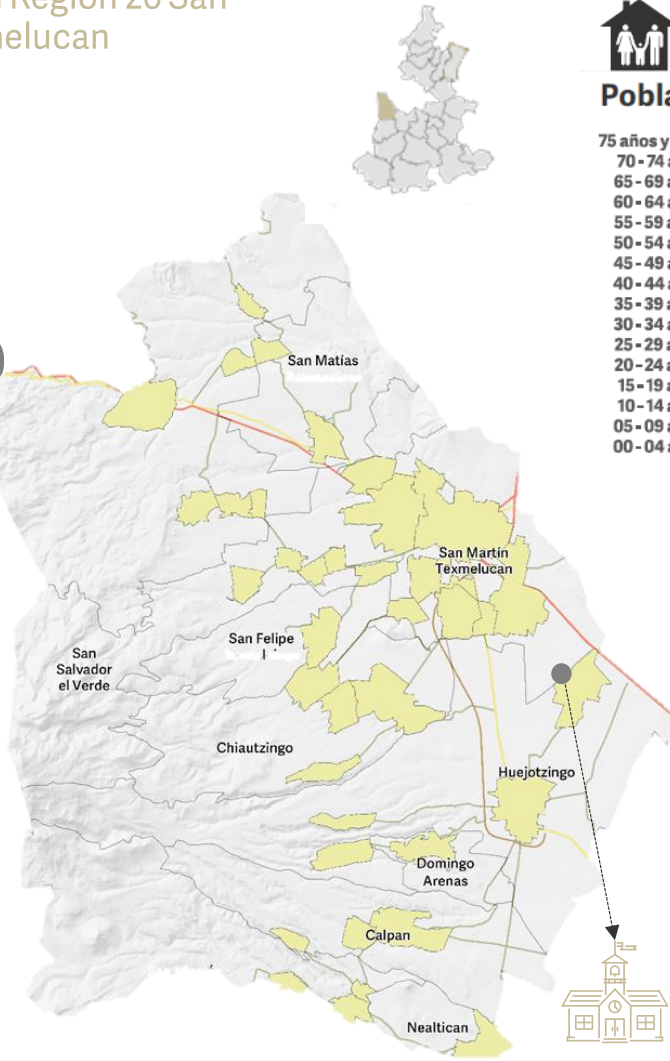 Región 20 San
elucan
Pobla
75 años y
70 - 74 a
65 - 69 a
60 - 64 a
55 - 59 a
50 - 54 a
45 - 49 a
40 - 44 a
35 - 39 a
30 - 34 a
25 - 29 a
20 - 24 a
15 - 19 a
10 - 14 a
05 - 09 a
00 - 04 a
San Matías
San Martín
Texmelucan
San Felipe
San
Salvador
el Verde
Chiautzingo
Huejotzingo
Domingo
Arenas
Calpan
Nealtican